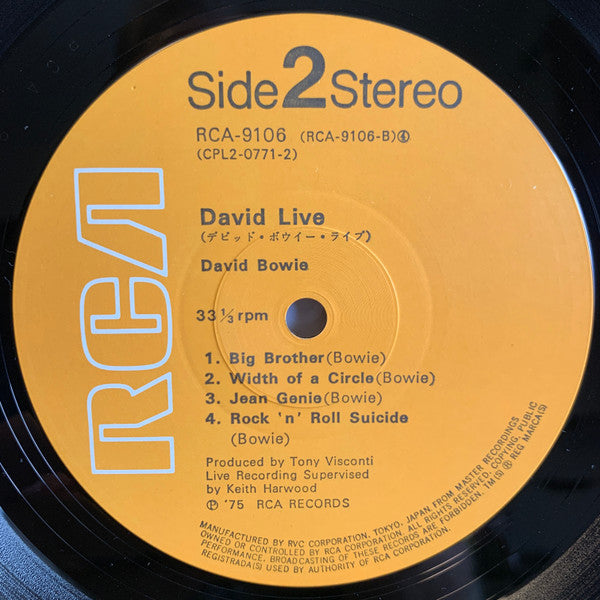 Side 2 Stereo
RCA-9106 (RCA-9106-B)④
(CPL2-0771-2)
David Live
(デビッド・ボウイー・ライブ)
David Bowie
33 1/3 rpm
1. Big Brother (Bowie)
2. Width of a Circle (Bowie)
3. Jean Genie (Bowie)
4. Rock 'n' Roll Suicide
(Bowie)
Produced by Tony Visconti
Live Recording Supervised
by Keith Harwood
Ⓟ '75 RCA RECORDS
RCA
MANUFACTURED BY RVC CORPORATION, TOKYO, JAPAN, FROM MASTER RECORDINGS
OWNED OR CONTROLLED BY RCA CORPORATION. ALL RIGHTS RESERVED. COPYING, PUBLIC
PERFORMANCE, BROADCASTING OF THESE RECORDS ARE FORBIDDEN. TM(S) ® REG MARCA(S)
REGISTRADA(S) USED BY AUTHORITY OF RCA CORPORATION.